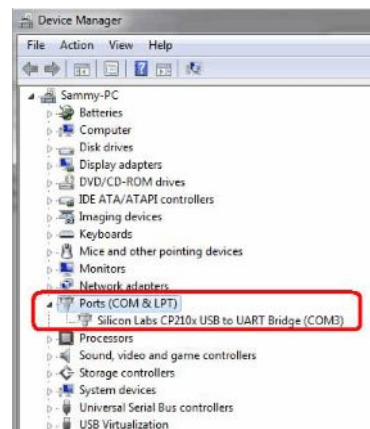 Device Manager
File Action View Help
Sammy-PC
Batteries
Computer
Disk drives
Display adapters
DVD/CD-ROM drives
IDE ATA/ATAPI controllers
Imaging devices
Keyboards
Mice and other pointing devices
Monitors
Network adapters
Ports (COM & LPT)
Silicon Labs CP210x USB to UART Bridge (COM3)
Processors
Sound, video and game controllers
Storage controllers
System devices
Universal Serial Bus controllers
USB Virtualization